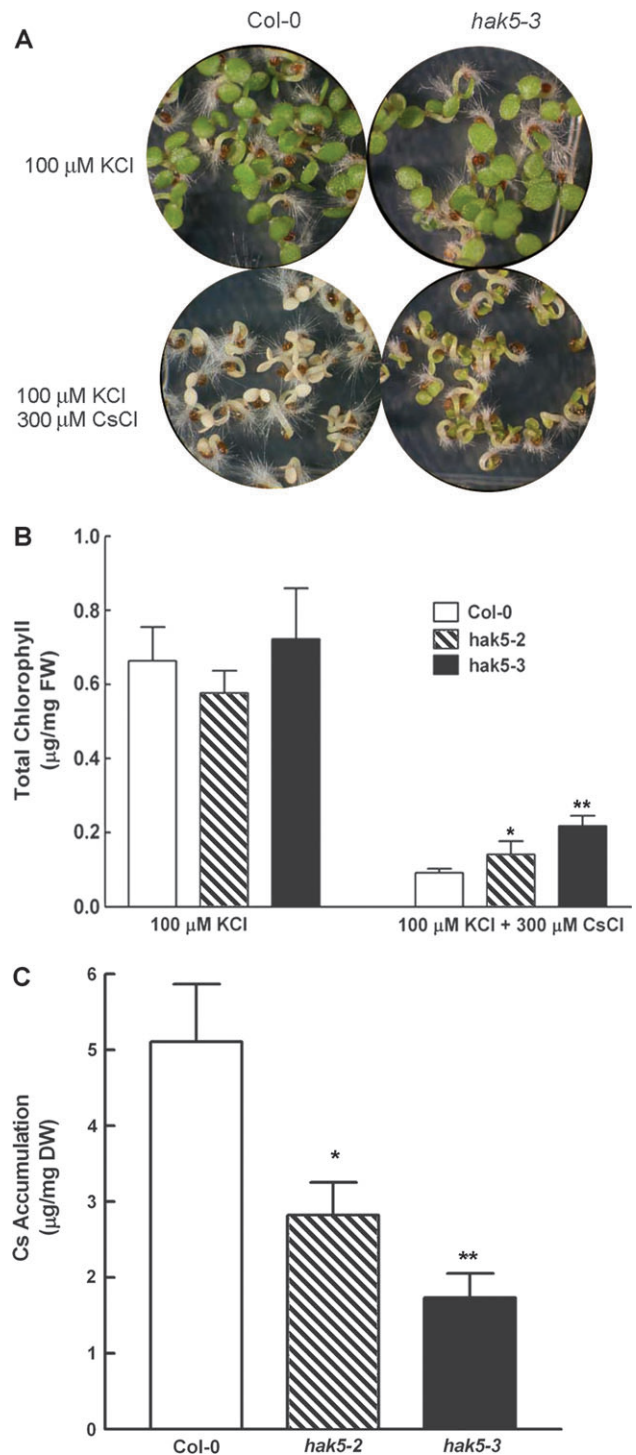 A
Col-0
hak5-3
100 μM KCl
100 μM KCl
300 μM CsCl
B
Total Chlorophyll
(μg/mg FW)
1.0
0.8
0.6
0.4
0.2
0.0
Col-0
hak5-2
hak5-3
*
**
100 μM KCl
100 μM KCl + 300 μM CsCl
C
Cs Accumulation
(μg/mg DW)
6
5
4
3
2
1
0
*
**
Col-0
hak5-2
hak5-3